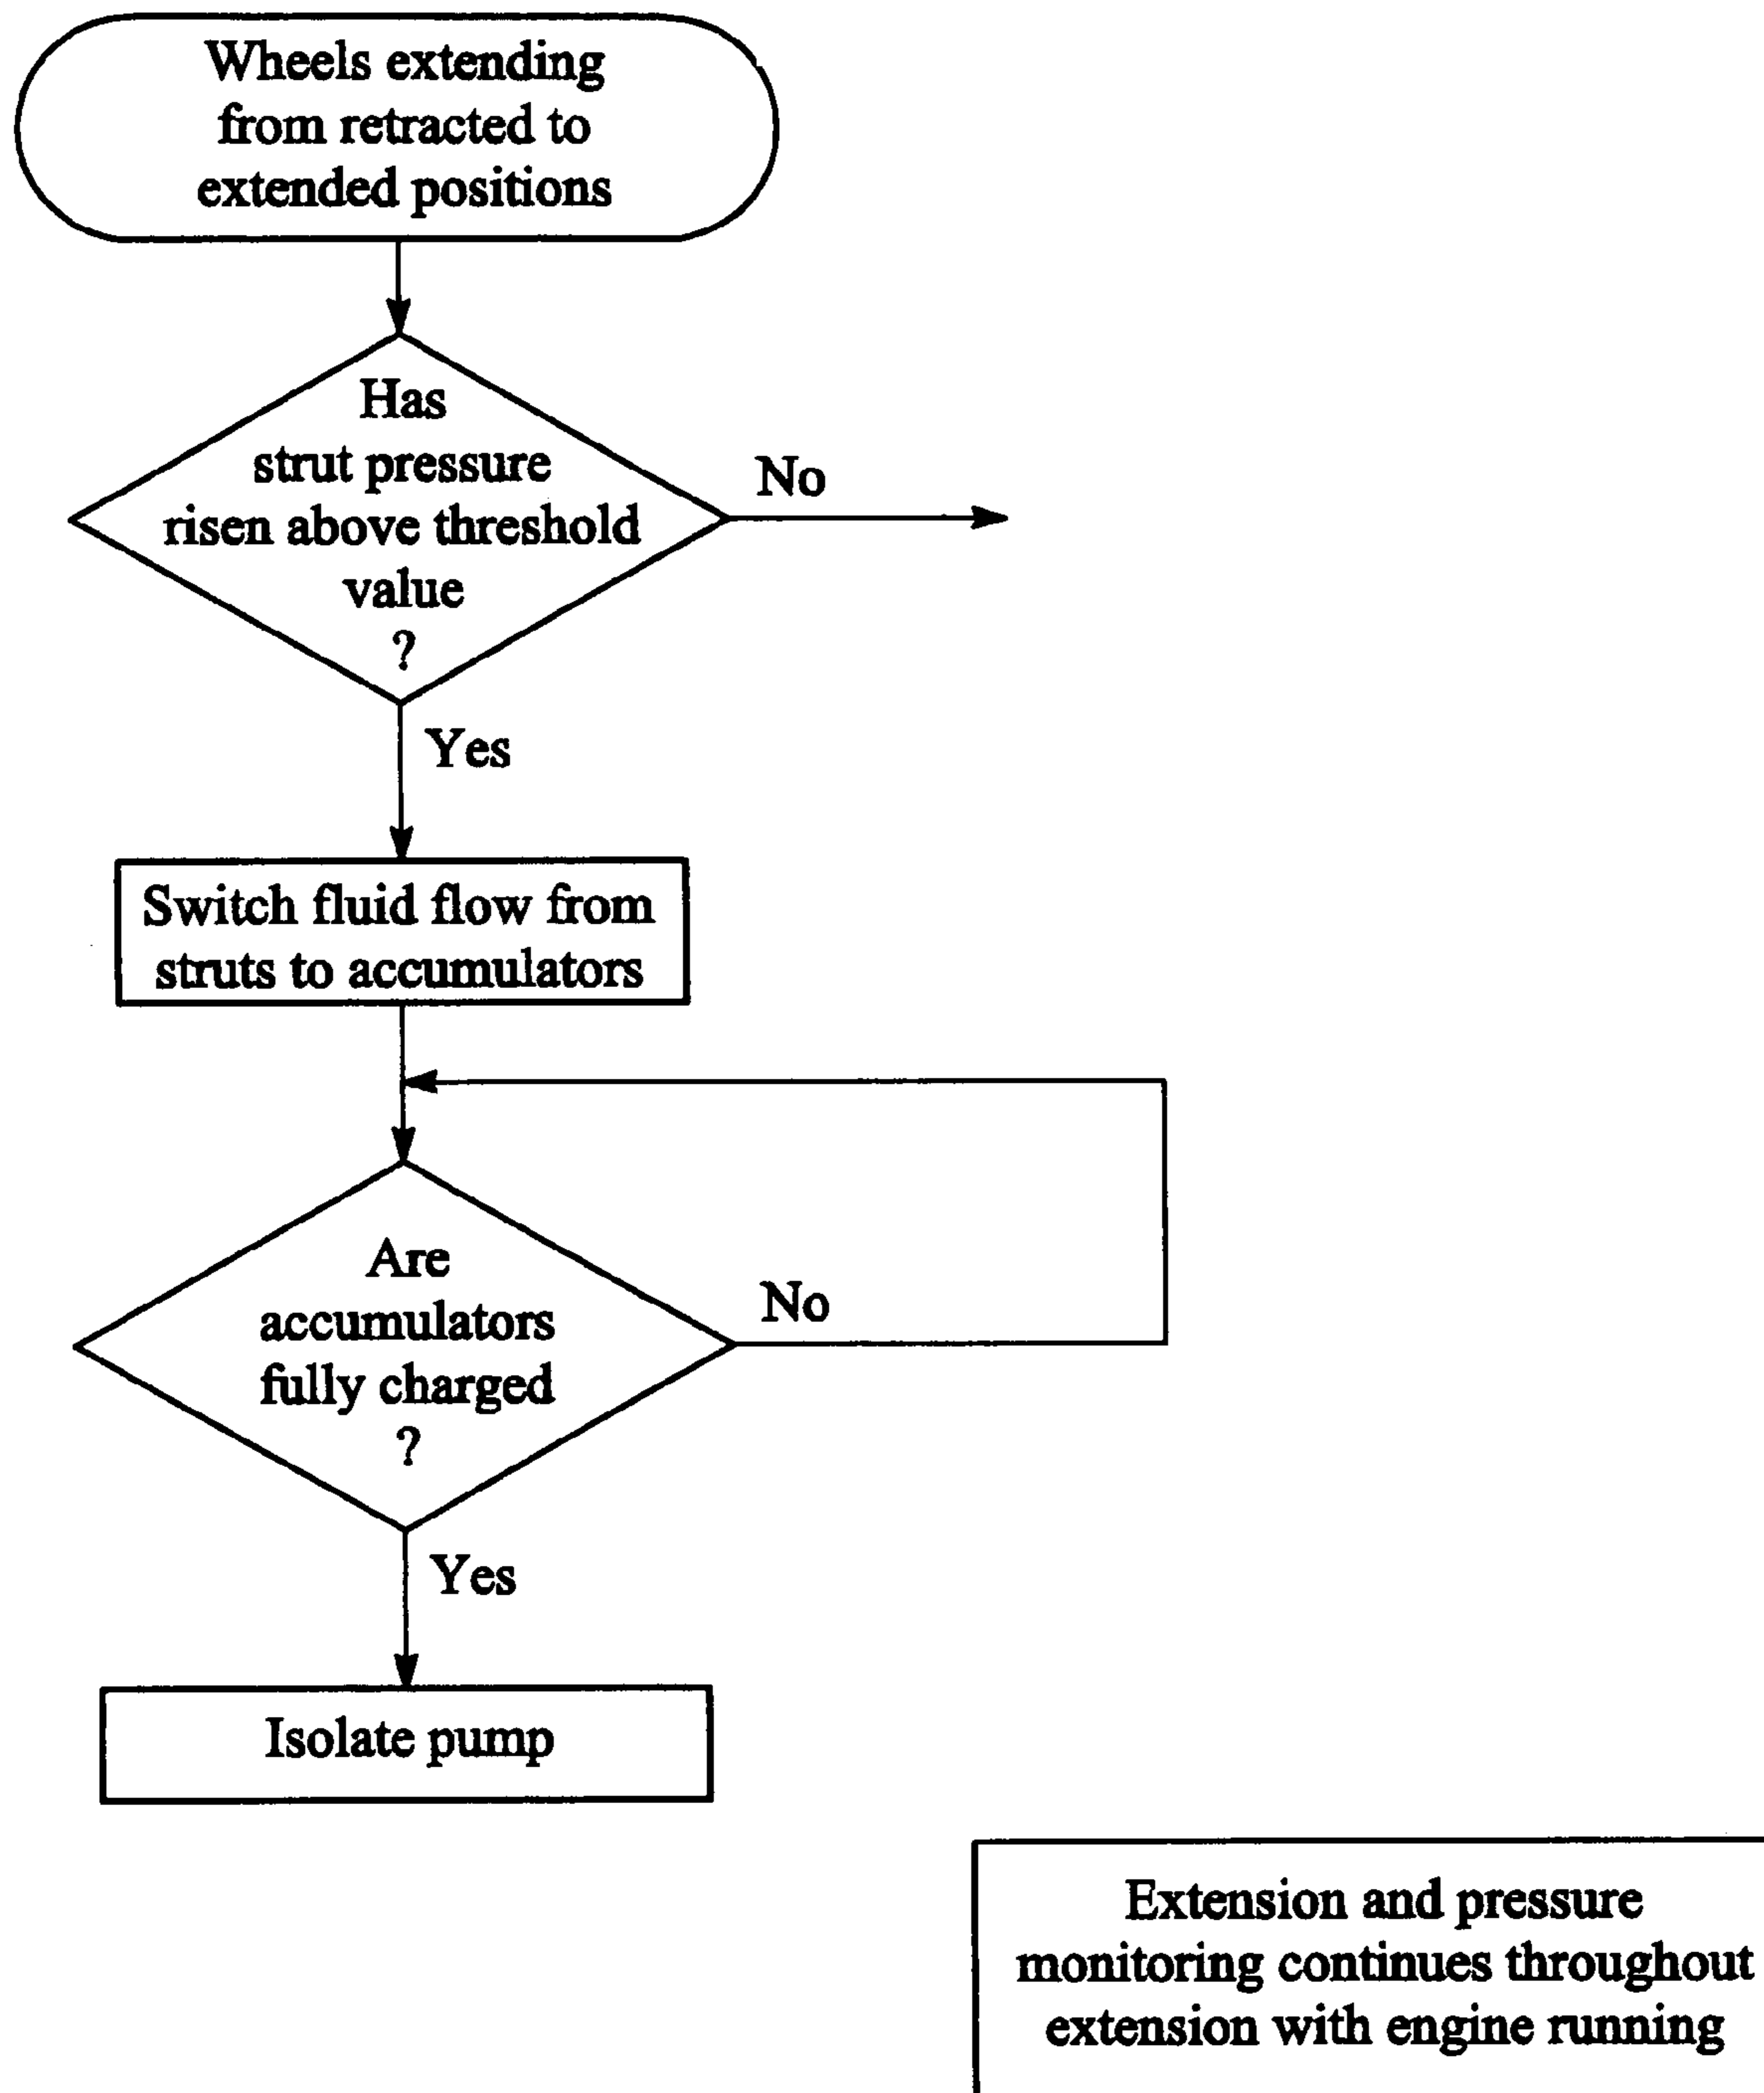 Wheels extending
from retracted to
extended positions
Has
strut pressure
risen above threshold
value
?
No
Yes
Switch fluid flow from
struts to accumulators
Are
accumulators
fully charged
?
No
Yes
Isolate pump
Extension and pressure
monitoring continues throughout
extension with engine running